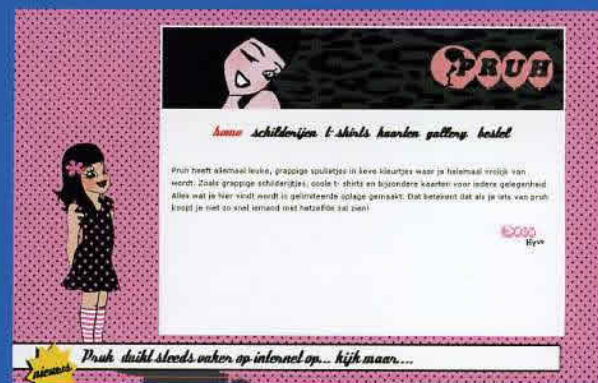 PRUH
home schilderijen t-shirts kaarten gallery bestel
Pruh heeft allemaal leuke, grappige spulletjes in lieve kleurtjes waar je helemaal vrolijk van
wordt. Zoals grappige schilderijtjes, coole t-shirts en bijzondere kaarten voor iedere gelegenheid.
Alles wat je hier vindt wordt in gelimiteerde oplage gemaakt. Dat betekent dat als je iets van pruh
koopt je niet zo snel iemand met hetzelfde zal zien!
Hyves
Pruh duikt steeds vaker op internet op... kijk maar....
nieuws